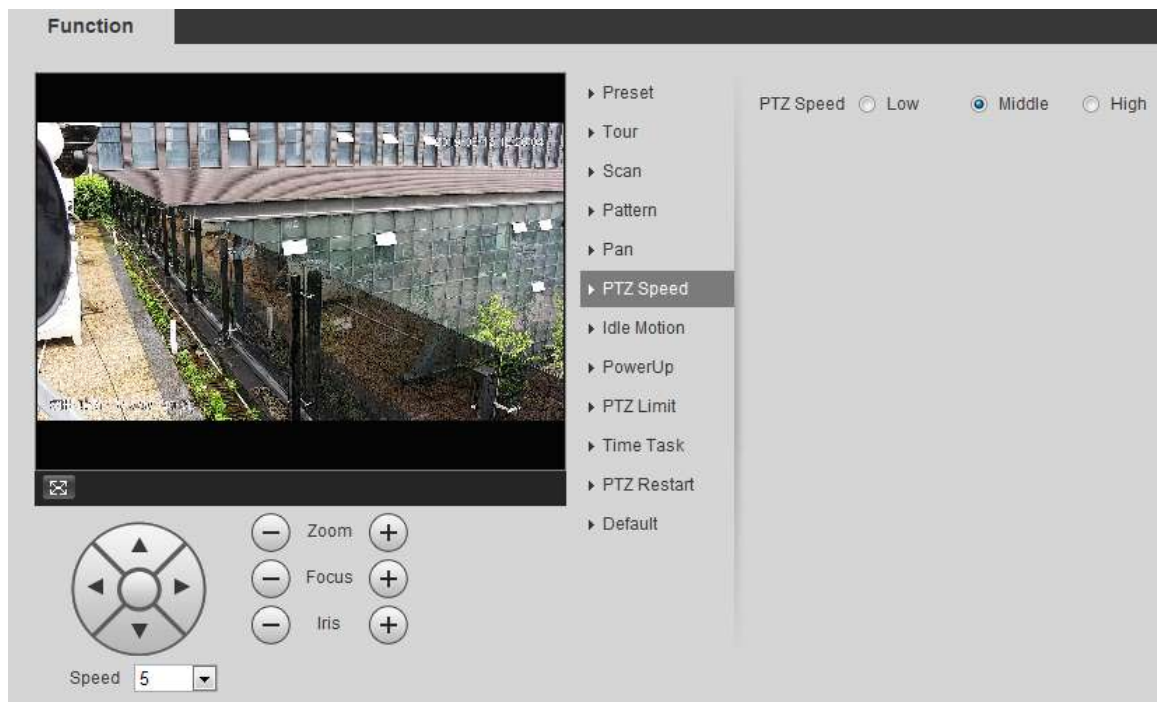 Function
Preset
Tour
Scan
Pattern
Pan
PTZ Speed
Idle Motion
PowerUp
PTZ Limit
Time Task
PTZ Restart
Default
PTZ Speed Low Middle High
Zoom
Focus
Iris
Speed 5